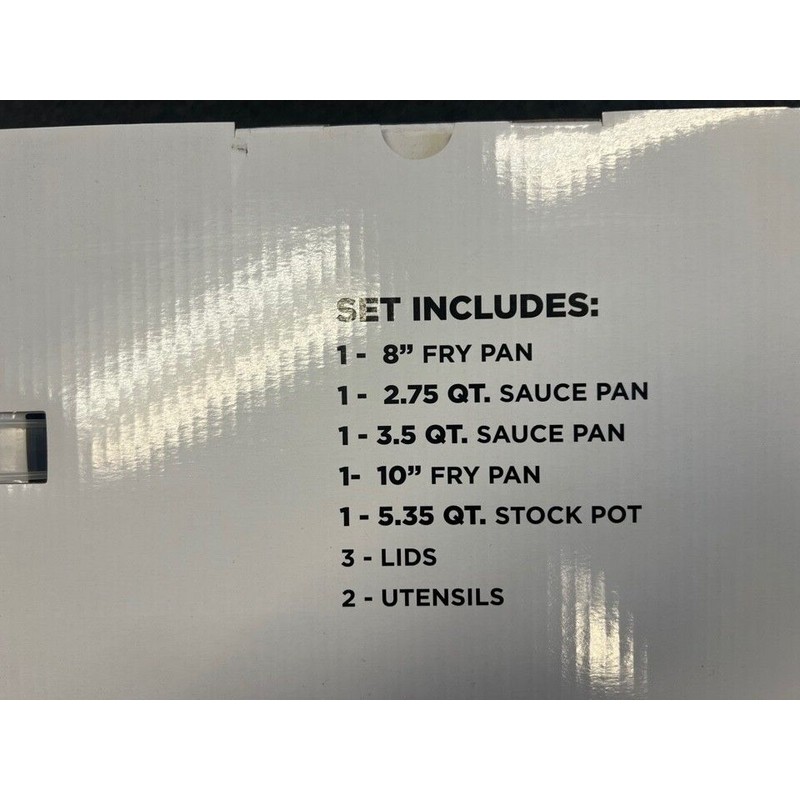 SET INCLUDES:
1 - 8” FRY PAN
1 - 2.75 QT. SAUCE PAN
1 - 3.5 QT. SAUCE PAN
1- 10” FRY PAN
1 - 5.35 QT. STOCK POT
3 - LIDS
2 - UTENSILS